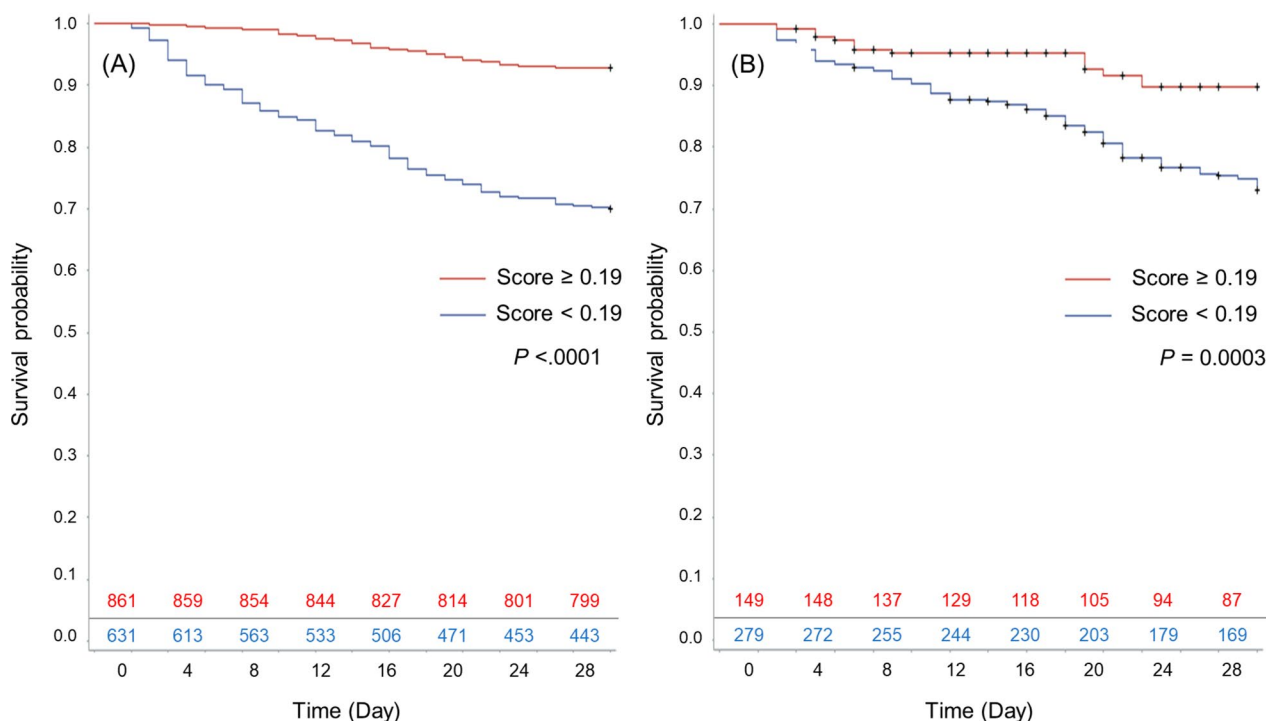 (A)
Survival probability
1.0
0.9
0.8
0.7
0.6
0.5
0.4
0.3
0.2
0.1
0.0
Score ≥ 0.19
Score < 0.19
P <.0001
861 859 854 844 827 814 801 799
631 613 563 533 506 471 453 443
0 4 8 12 16 20 24 28
Time (Day)
(B)
Survival probability
1.0
0.9
0.8
0.7
0.6
0.5
0.4
0.3
0.2
0.1
0.0
Score ≥ 0.19
Score < 0.19
P = 0.0003
149 148 137 129 118 105 94 87
279 272 255 244 230 203 179 169
0 4 8 12 16 20 24 28
Time (Day)